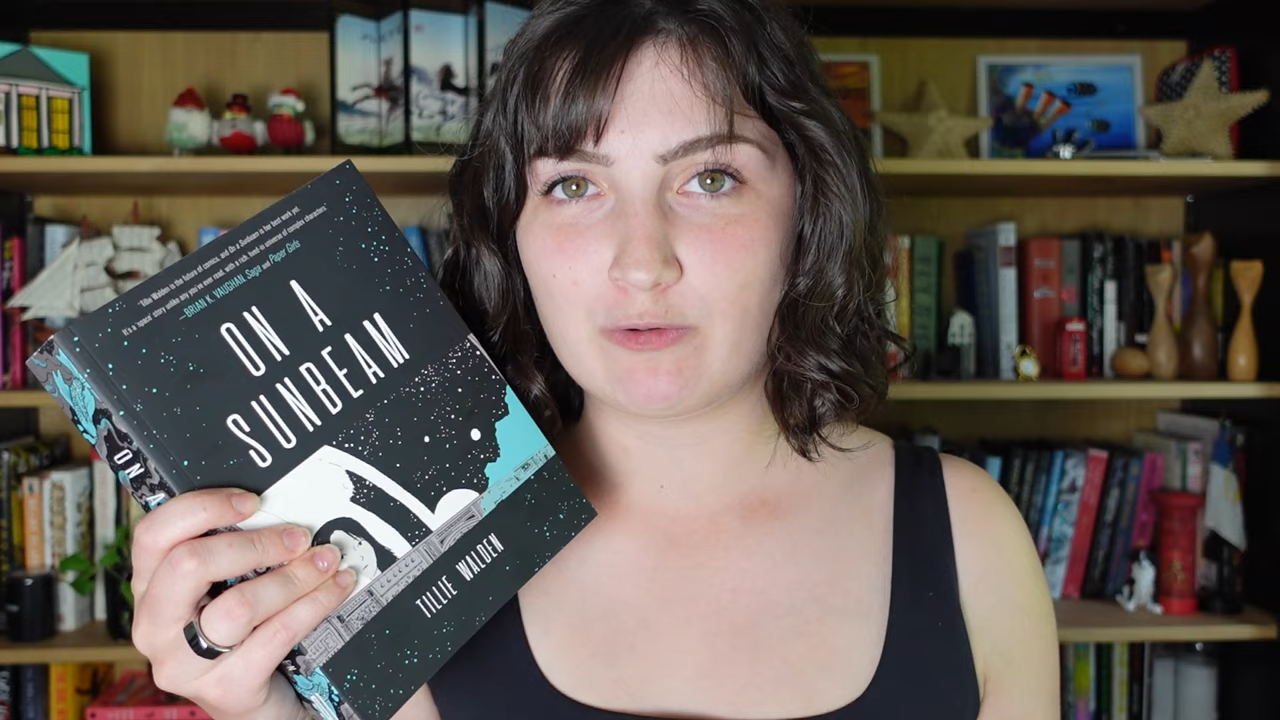 "Tillie Walden is the future of comics, and On a Sunbeam is her best work yet.
It's a 'space' story unlike any you've ever read, with a rich, lived-in universe of complex characters."
—BRIAN K. VAUGHAN, Saga and Paper Girls
ON A
SUNBEAM
TILLIE WALDEN
ON A